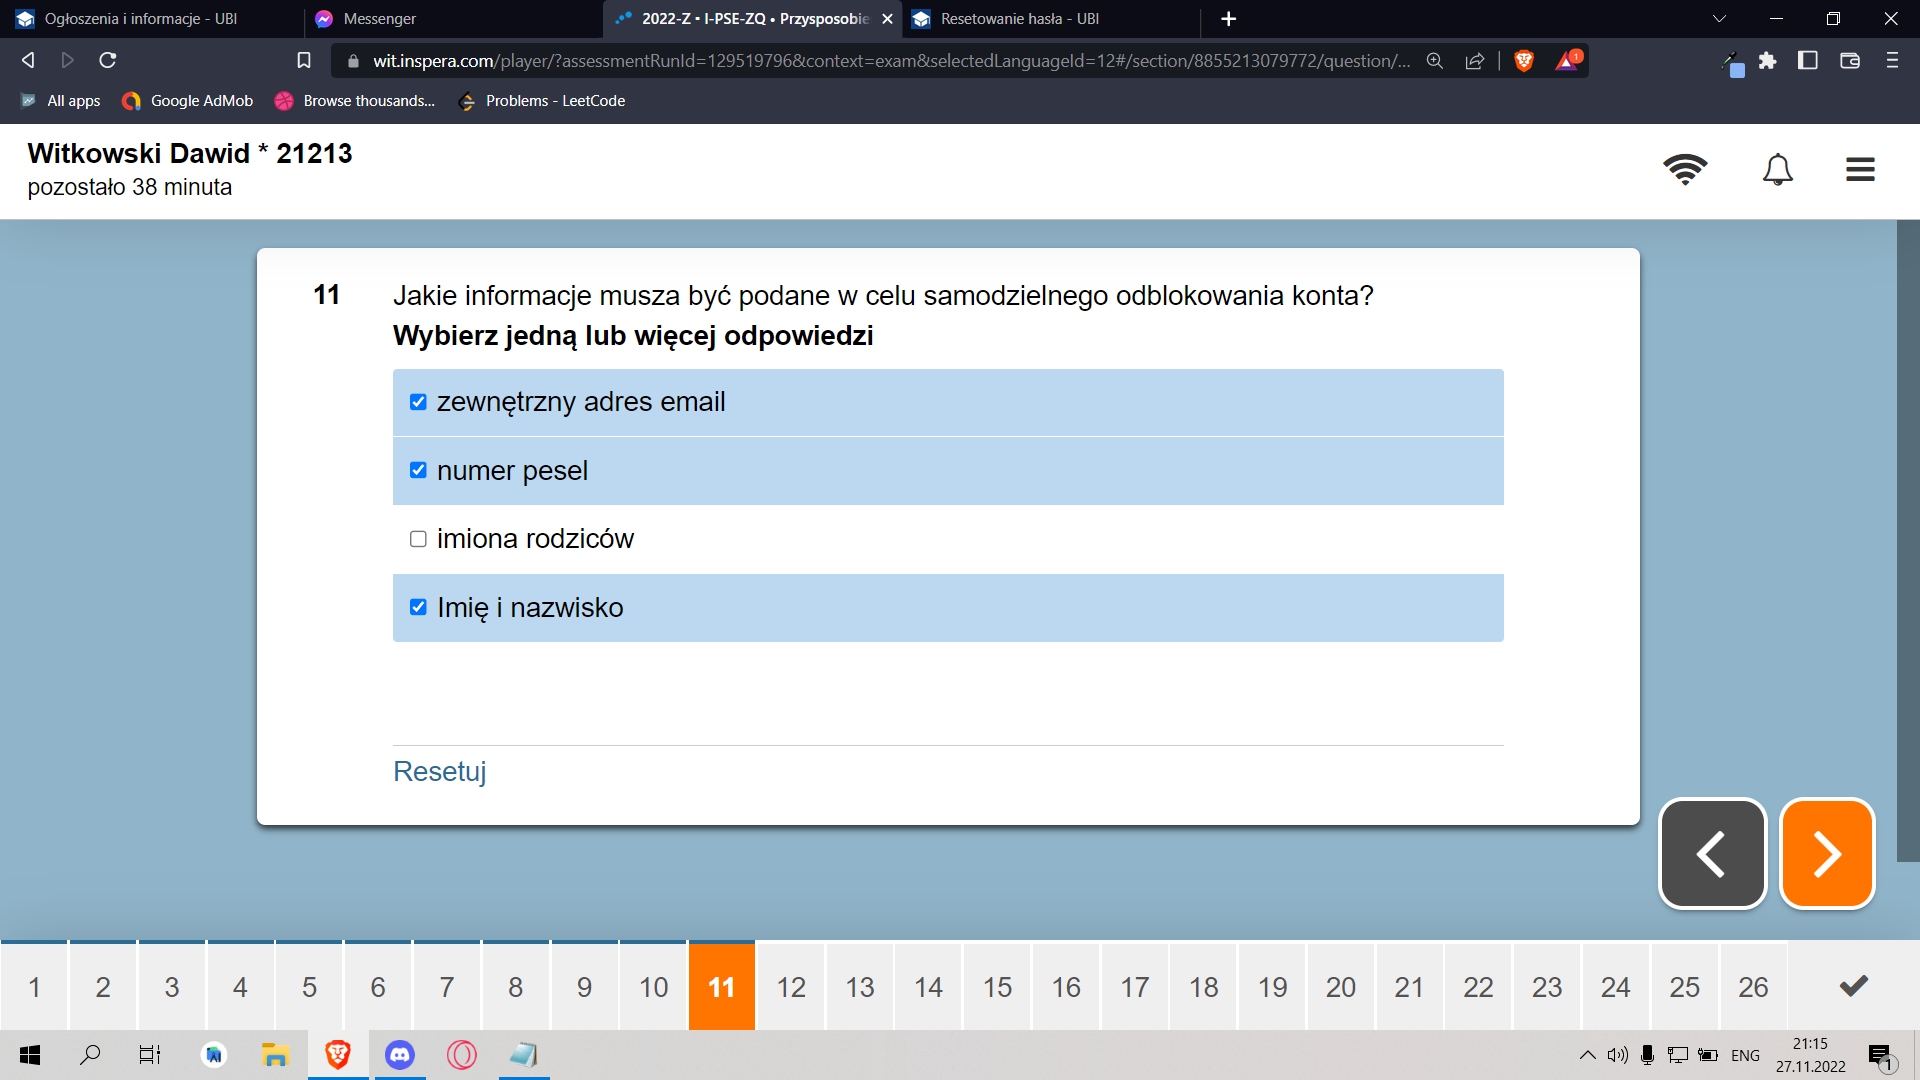 Ogłoszenia i informacje - UBI
Messenger
2022-Z • I-PSE-ZQ • Przysposobie
Resetowanie hasła - UBI
wit.inspera.com/player/?assessmentRunId=129519796&context=exam&selectedLanguageId=12#/section/8855213079772/question/...
1
All apps
Google AdMob
Browse thousands...
Problems - LeetCode
Witkowski Dawid * 21213
pozostało 38 minuta
11
Jakie informacje musza być podane w celu samodzielnego odblokowania konta?
Wybierz jedną lub więcej odpowiedzi
zewnętrzny adres email
numer pesel
imiona rodziców
Imię i nazwisko
Resetuj
1 2 3 4 5 6 7 8 9 10 11 12 13 14 15 16 17 18 19 20 21 22 23 24 25 26
ENG
21:15
27.11.2022
1